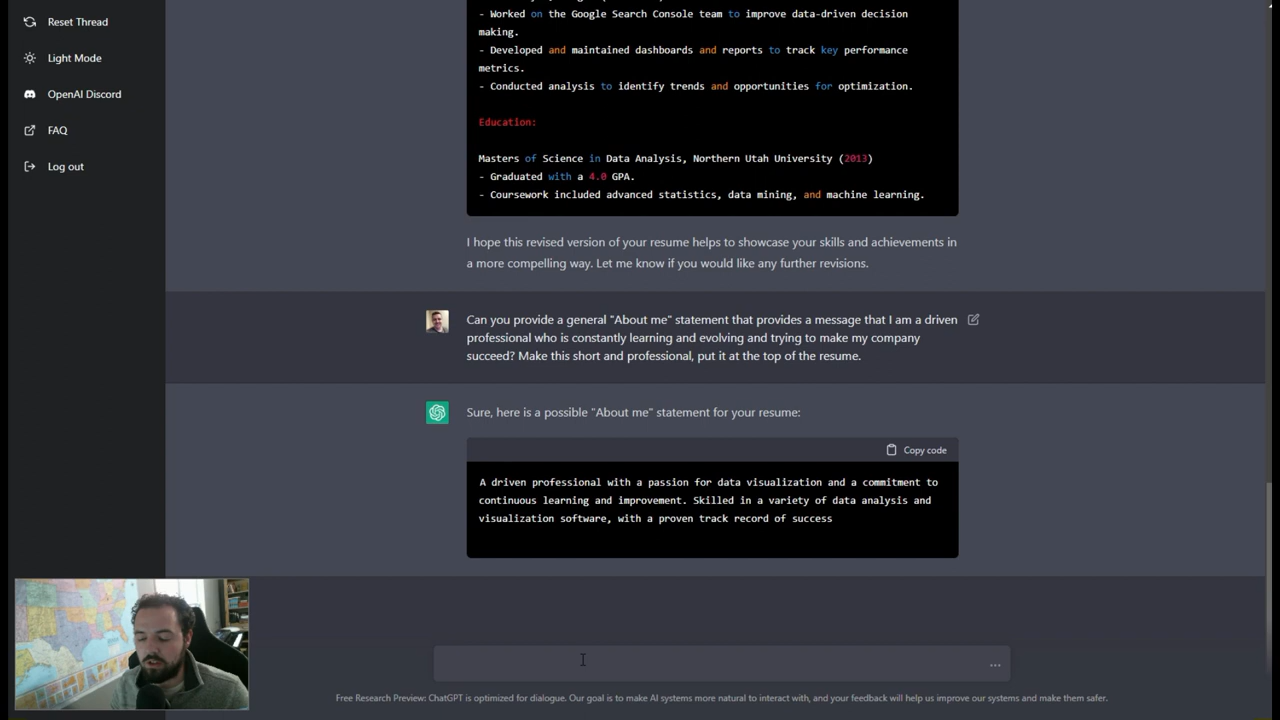 Reset Thread
Light Mode
OpenAI Discord
FAQ
Log out
- Worked on the Google Search Console team to improve data-driven decision
making.
- Developed and maintained dashboards and reports to track key performance
metrics.
- Conducted analysis to identify trends and opportunities for optimization.
Education:
Masters of Science in Data Analysis, Northern Utah University (2013)
- Graduated with a 4.0 GPA.
- Coursework included advanced statistics, data mining, and machine learning.
I hope this revised version of your resume helps to showcase your skills and achievements in
a more compelling way. Let me know if you would like any further revisions.
Can you provide a general "About me" statement that provides a message that I am a driven
professional who is constantly learning and evolving and trying to make my company
succeed? Make this short and professional, put it at the top of the resume.
Sure, here is a possible "About me" statement for your resume:
Copy code
A driven professional with a passion for data visualization and a commitment to
continuous learning and improvement. Skilled in a variety of data analysis and
visualization software, with a proven track record of success
Free Research Preview: ChatGPT is optimized for dialogue. Our goal is to make AI systems more natural to interact with, and your feedback will help us improve our systems and make them safer.